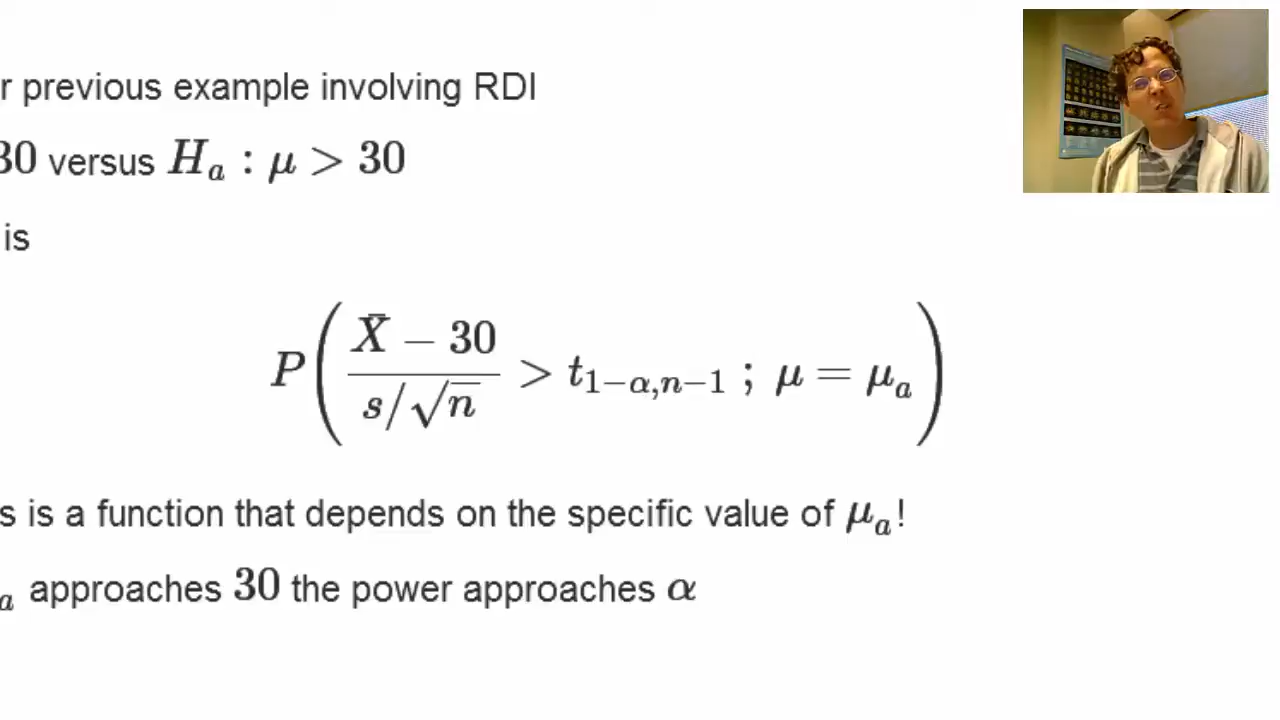 r previous example involving RDI
30 versus H_a : μ > 30
is
P( (X̄ − 30) / (s/√n) > t_{1−α,n−1} ; μ = μ_a )
s is a function that depends on the specific value of μ_a!
a approaches 30 the power approaches α